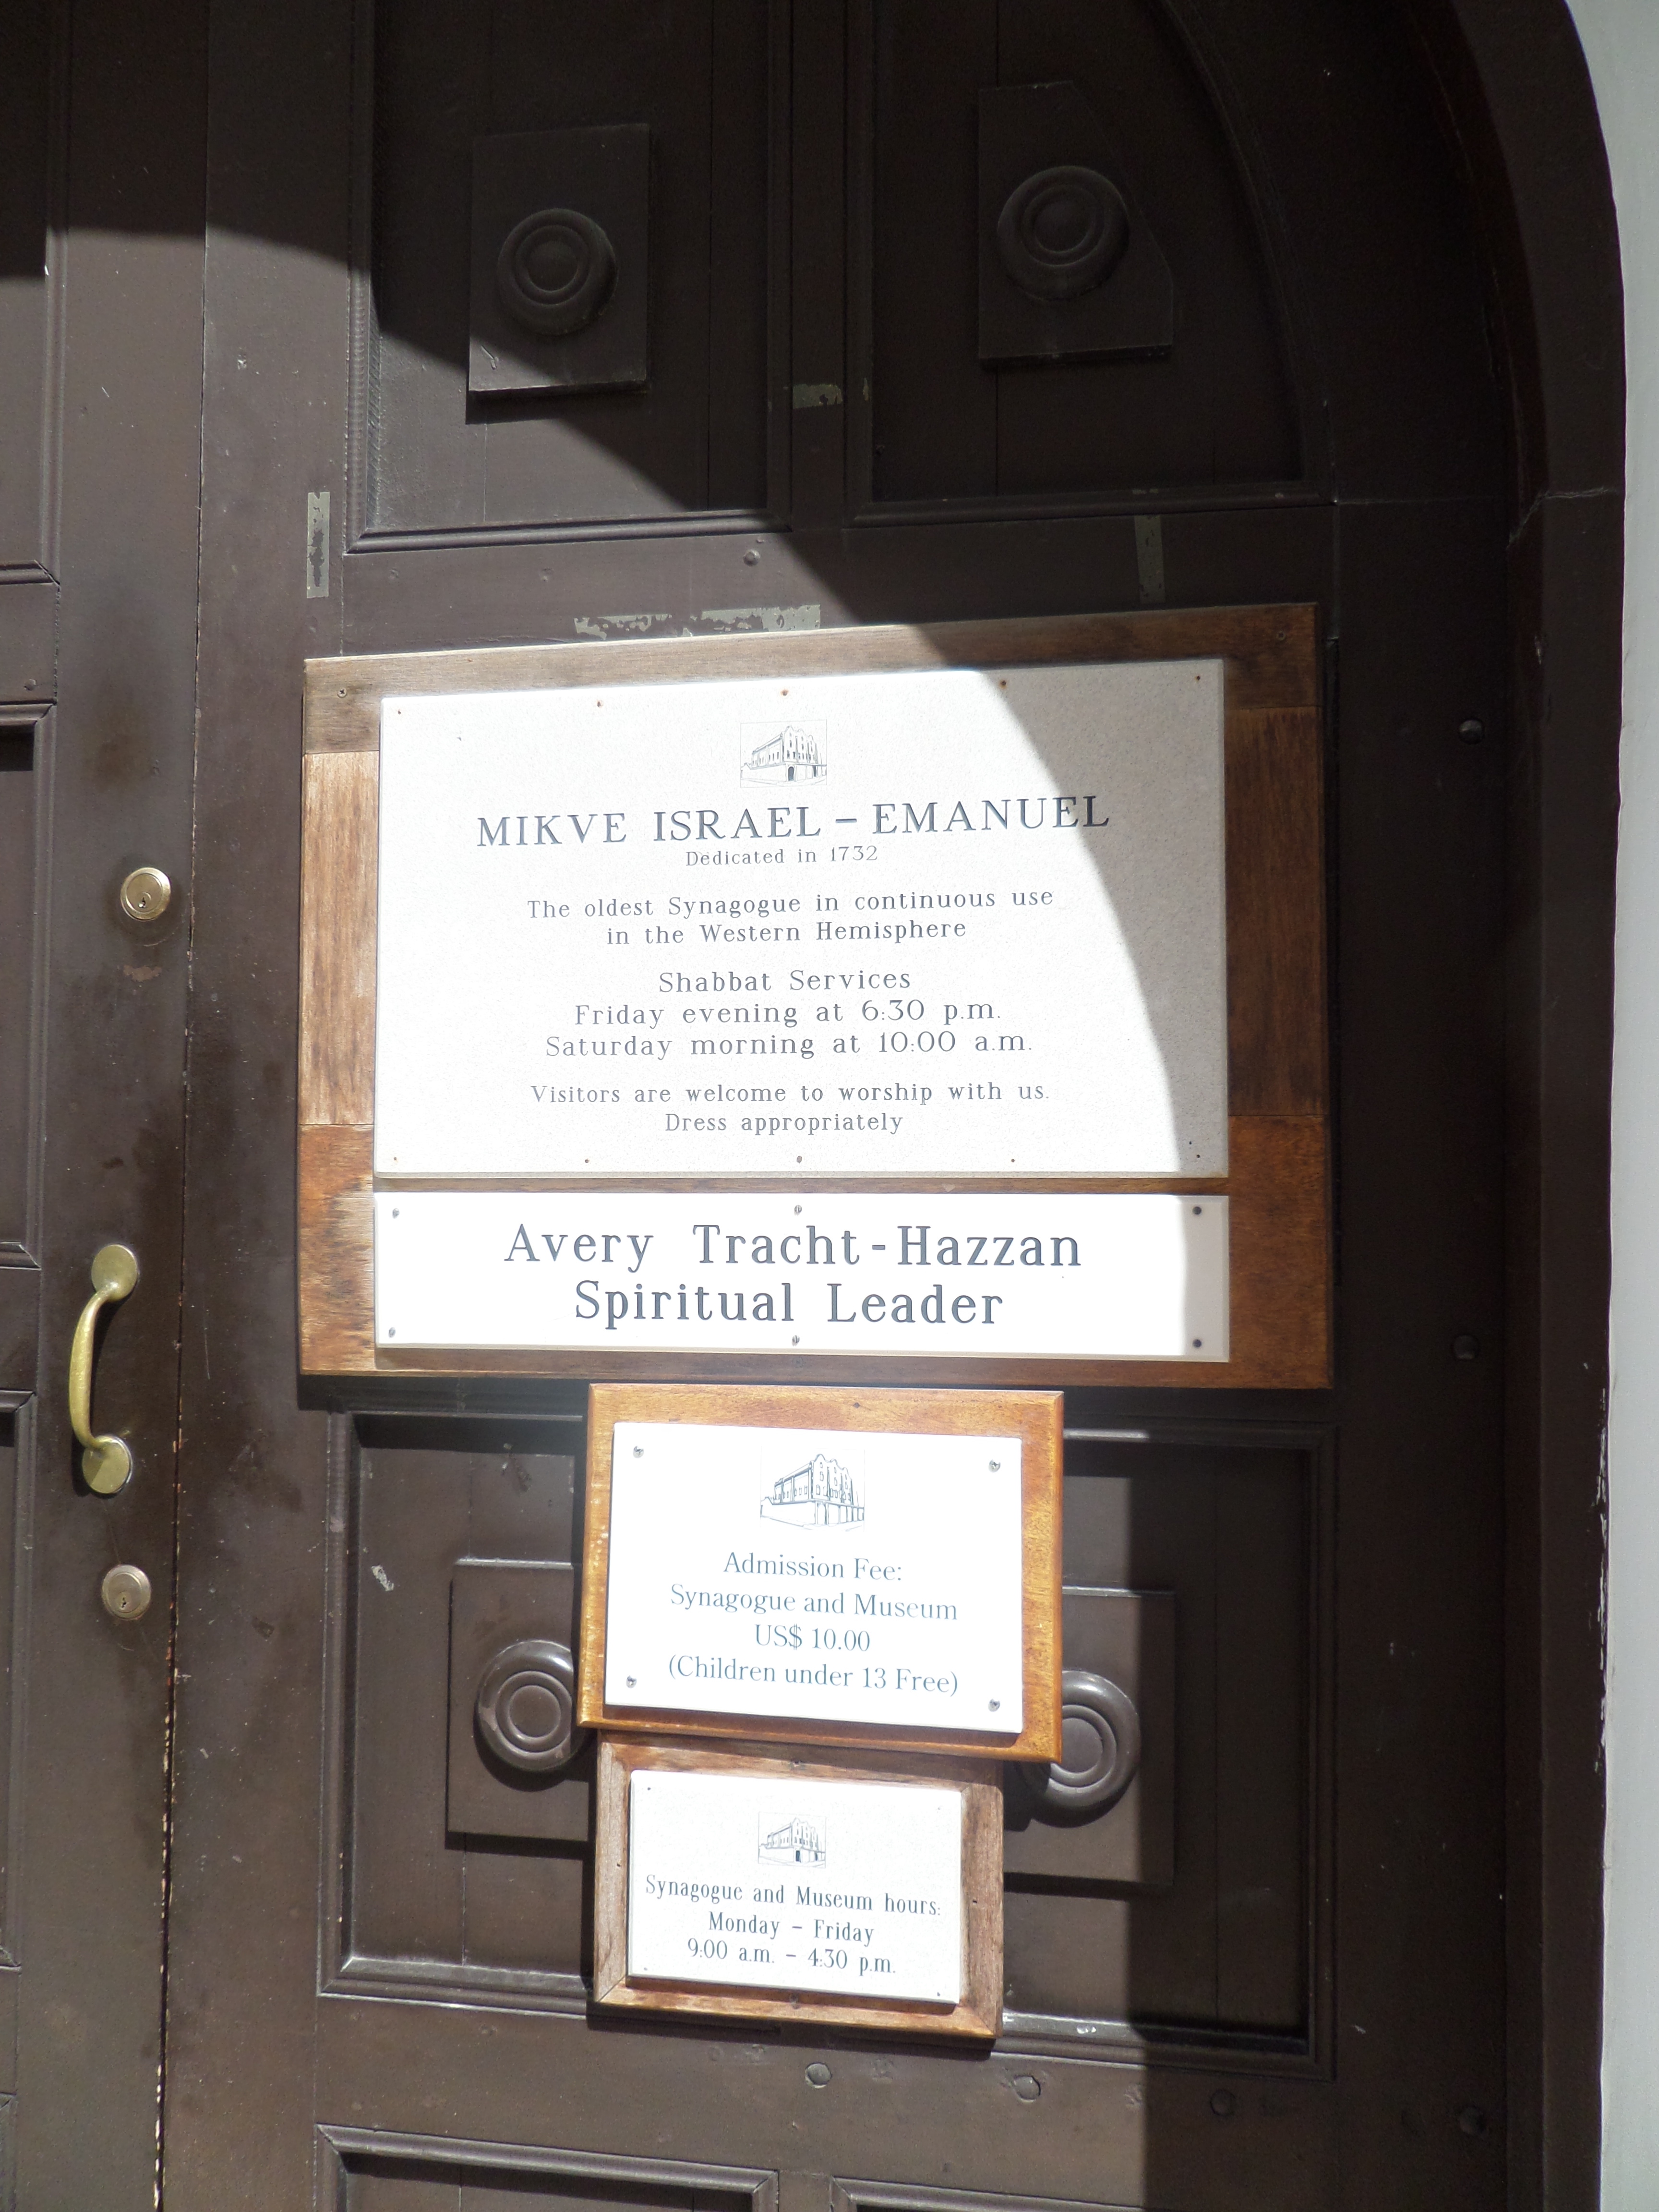 MIKVE ISRAEL – EMANUEL
Dedicated in 1732
The oldest Synagogue in continuous use
in the Western Hemisphere
Shabbat Services
Friday evening at 6:30 p.m.
Saturday morning at 10:00 a.m.
Visitors are welcome to worship with us.
Dress appropriately
Avery Tracht-Hazzan
Spiritual Leader
Admission Fee:
Synagogue and Museum
US$ 10.00
(Children under 13 Free)
Synagogue and Museum hours:
Monday – Friday
9:00 a.m. – 4:30 p.m.